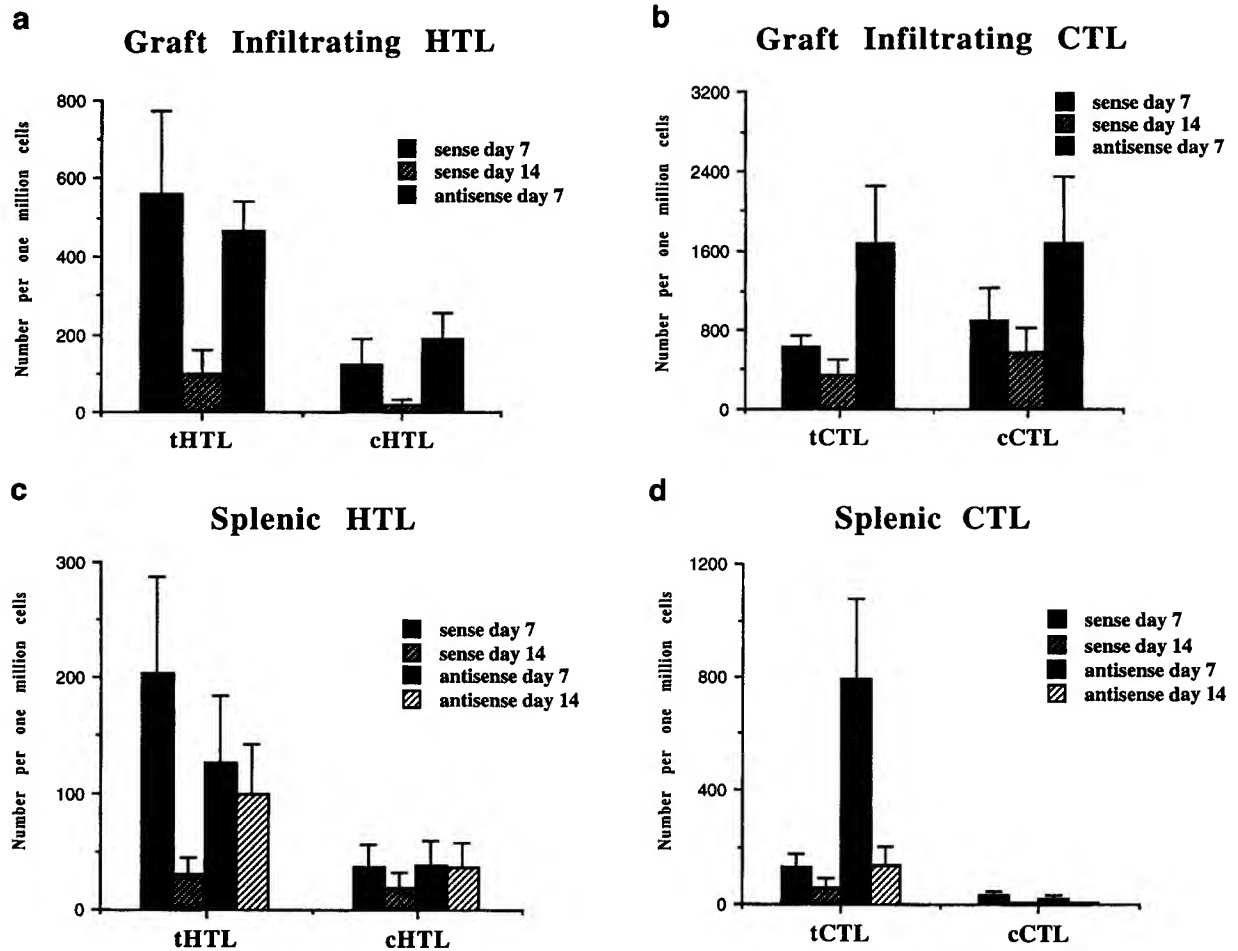 a
Graft Infiltrating HTL
Number per one million cells
800
600
400
200
0
sense day 7
sense day 14
antisense day 7
tHTL
cHTL
b
Graft Infiltrating CTL
Number per one million cells
3200
2400
1600
800
0
sense day 7
sense day 14
antisense day 7
tCTL
cCTL
c
Splenic HTL
Number per one million cells
300
200
100
0
sense day 7
sense day 14
antisense day 7
antisense day 14
tHTL
cHTL
d
Splenic CTL
Number per one million cells
1200
800
400
0
sense day 7
sense day 14
antisense day 7
antisense day 14
tCTL
cCTL